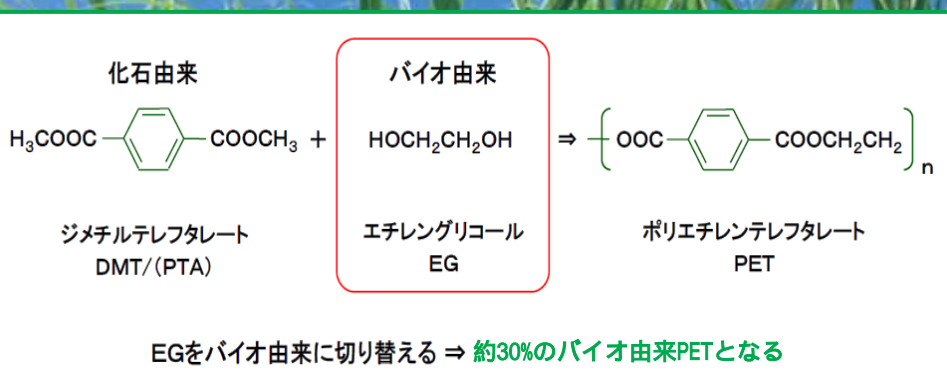 化石由来
バイオ由来
H₃COOC COOCH₃ + HOCH₂CH₂OH ⇒ OOC COOCH₂CH₂ n
ジメチルテレフタレート
DMT/(PTA)
エチレングリコール
EG
ポリエチレンテレフタレート
PET
EGをバイオ由来に切り替える ⇒ 約30%のバイオ由来PETとなる